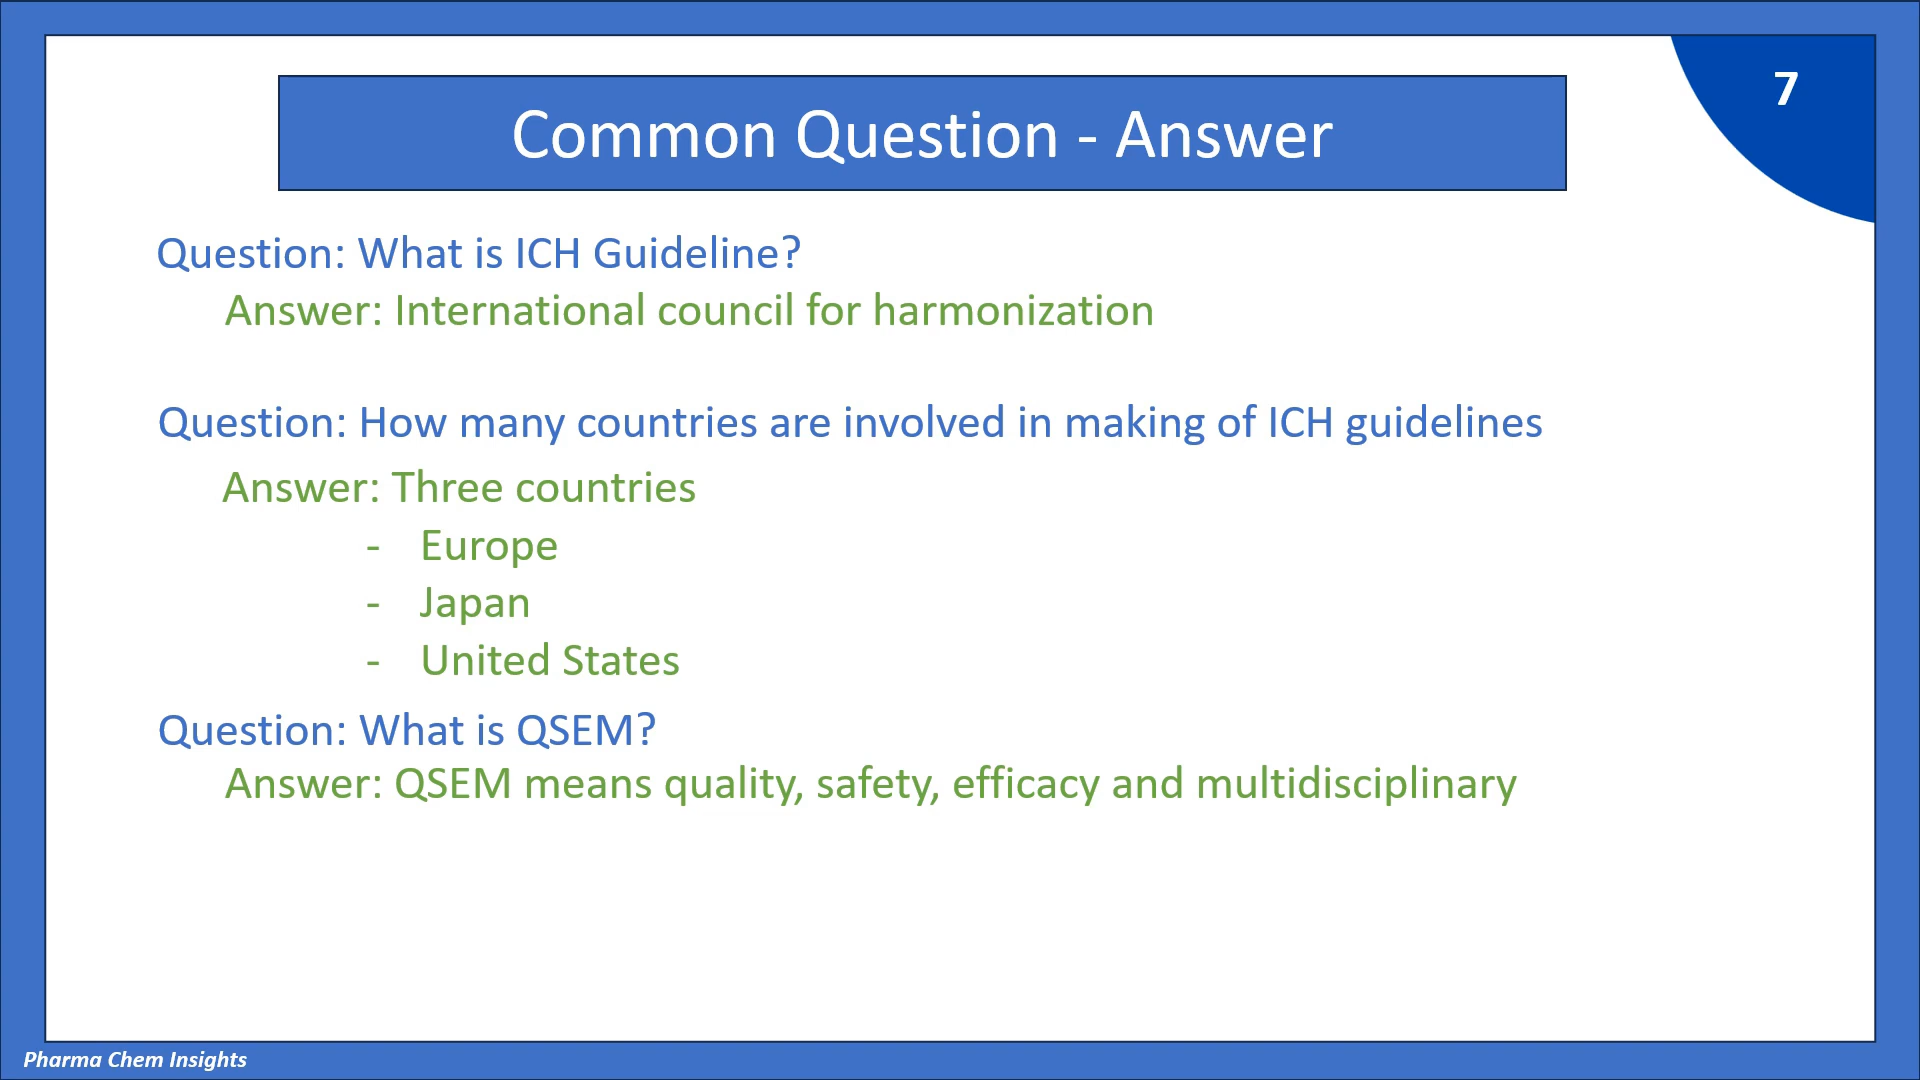 7
Common Question - Answer
Question: What is ICH Guideline?
Answer: International council for harmonization
Question: How many countries are involved in making of ICH guidelines
Answer: Three countries
- Europe
- Japan
- United States
Question: What is QSEM?
Answer: QSEM means quality, safety, efficacy and multidisciplinary
Pharma Chem Insights